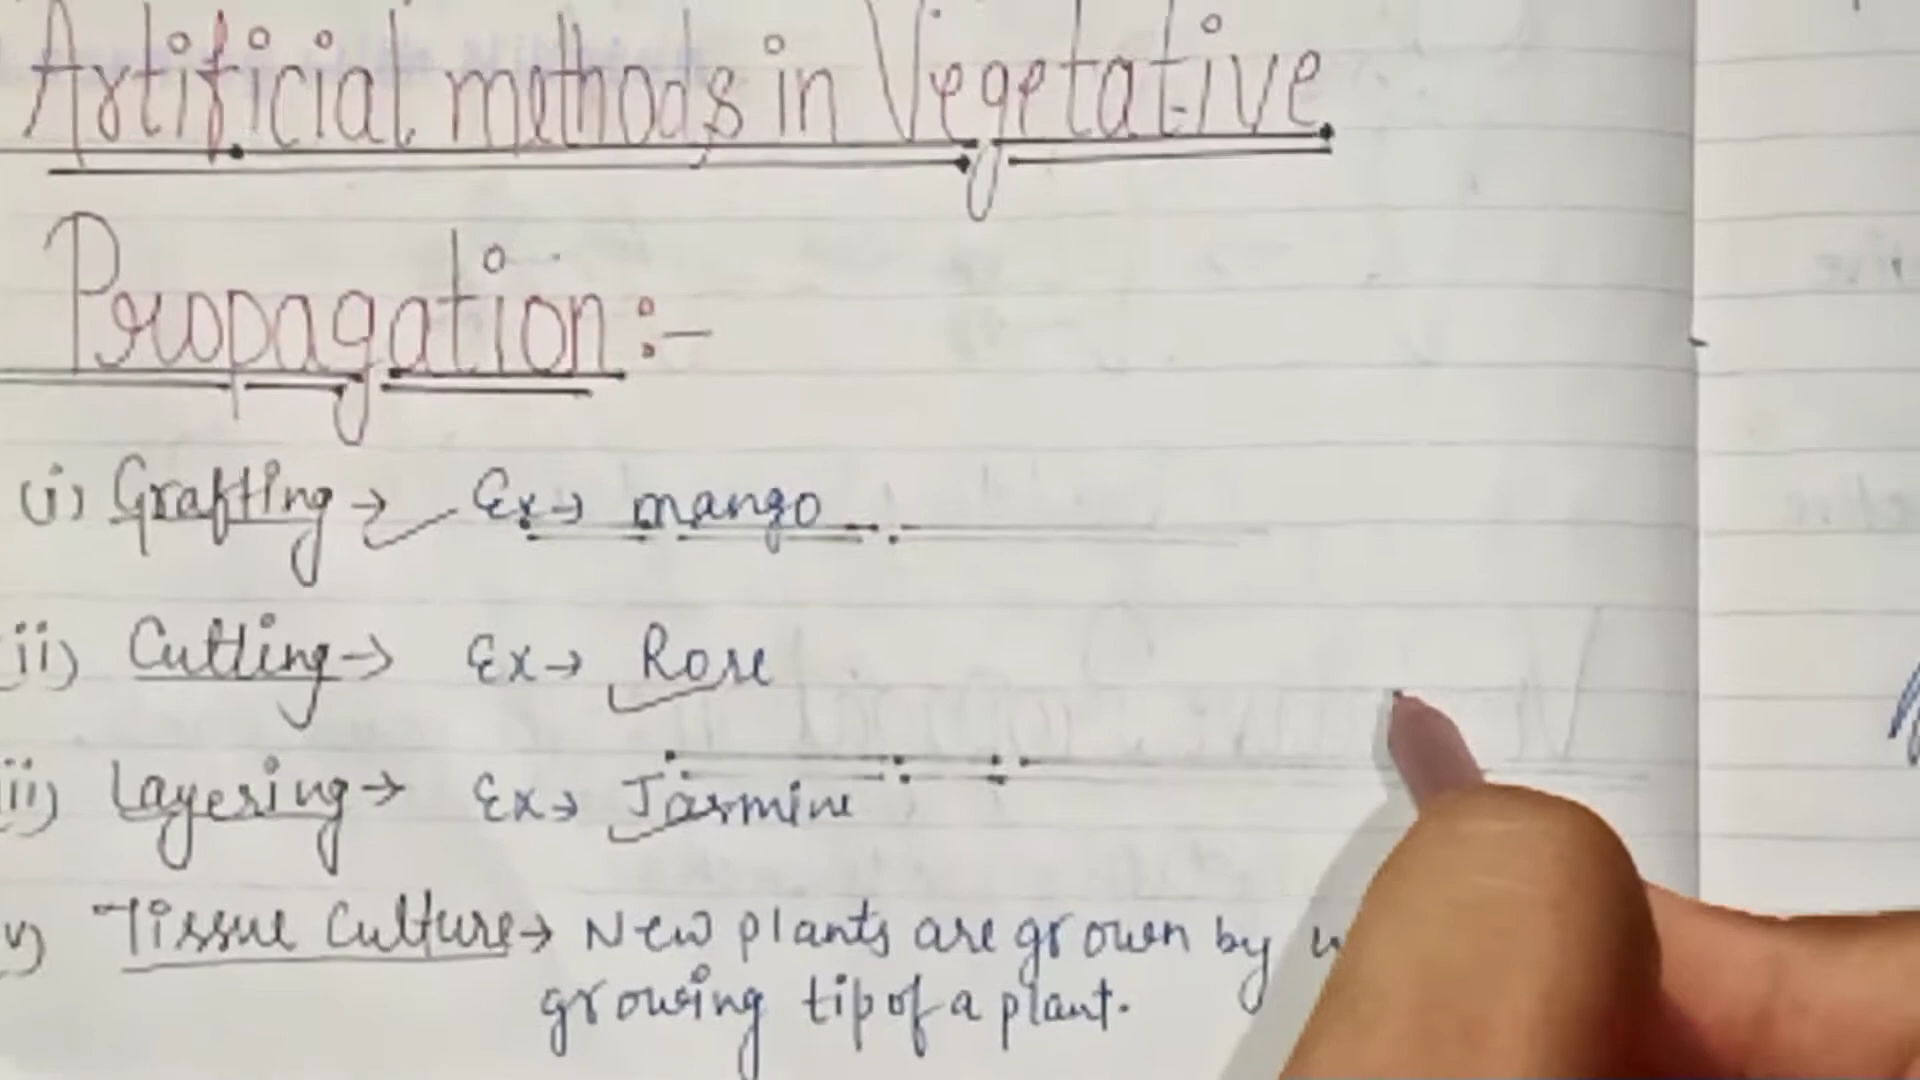 Artificial methods in Vegetative
Propagation:-
(i) Grafting → Ex → mango
(ii) Cutting → Ex → Rose
(iii) Layering → Ex → Jasmine
v) Tissue Culture → New plants are grown by
growing tip of a plant.